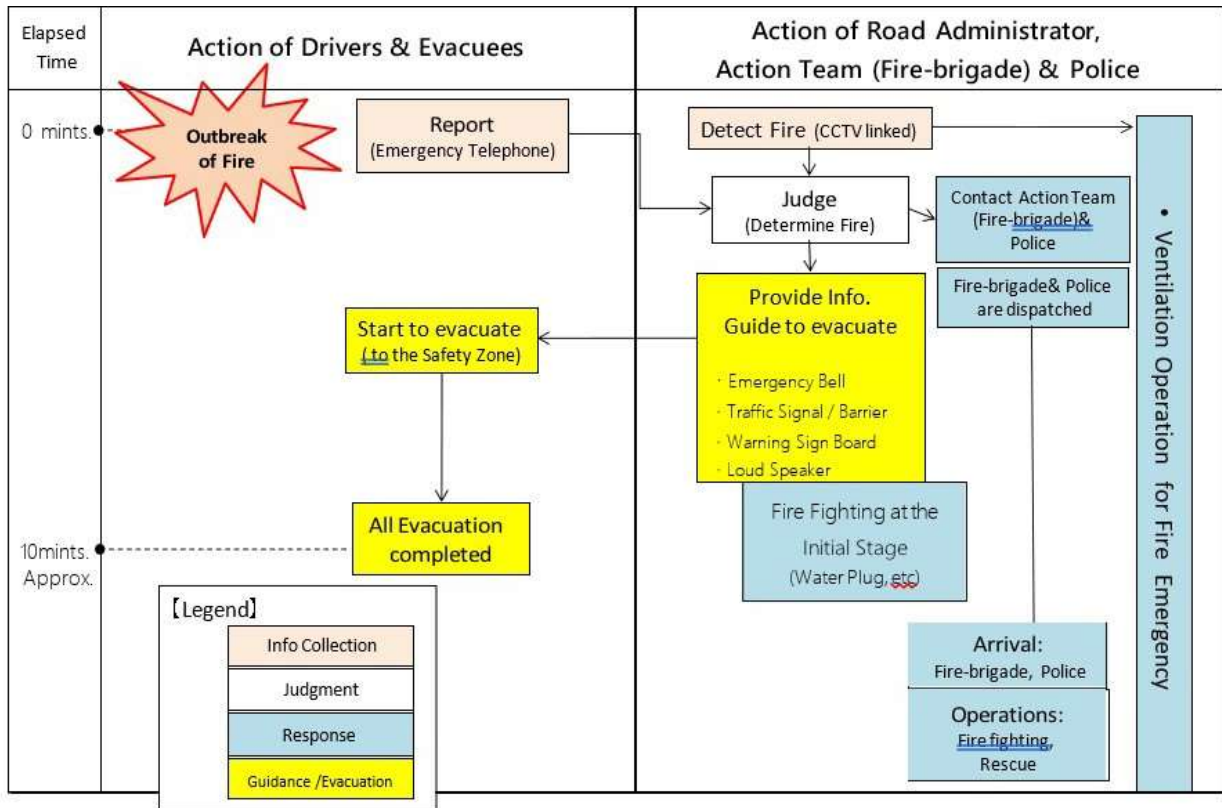 Elapsed
Time
Action of Drivers & Evacuees
Action of Road Administrator,
Action Team (Fire-brigade) & Police
0 mints.
Outbreak
of Fire
Report
(Emergency Telephone)
Detect Fire (CCTV linked)
Judge
(Determine Fire)
Contact Action Team
(Fire-brigade)&
Police
Fire-brigade& Police
are dispatched
• Ventilation Operation for Fire Emergency
Provide Info.
Guide to evacuate
· Emergency Bell
· Traffic Signal / Barrier
· Warning Sign Board
· Loud Speaker
Start to evacuate
( to the Safety Zone)
All Evacuation
completed
10mints.
Approx.
Fire Fighting at the
Initial Stage
(Water Plug, etc)
Arrival:
Fire-brigade, Police
Operations:
Fire fighting,
Rescue
【Legend】
Info Collection
Judgment
Response
Guidance /Evacuation